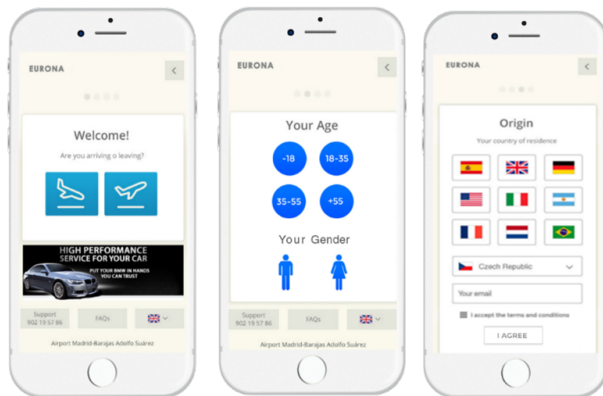 EURONA
Welcome!
Are you arriving o leaving?
HIGH PERFORMANCE
SERVICE FOR YOUR CAR
PUT YOUR BMW IN HANDS
YOU CAN TRUST
Support
902 19 57 86
FAQs
Airport Madrid-Barajas Adolfo Suárez
EURONA
Your Age
-18
18-35
35-55
+55
Your Gender
Support
902 19 57 86
FAQs
Airport Madrid-Barajas Adolfo Suárez
EURONA
Origin
Your country of residence
Czech Republic
Your email
I accept the terms and conditions
I AGREE